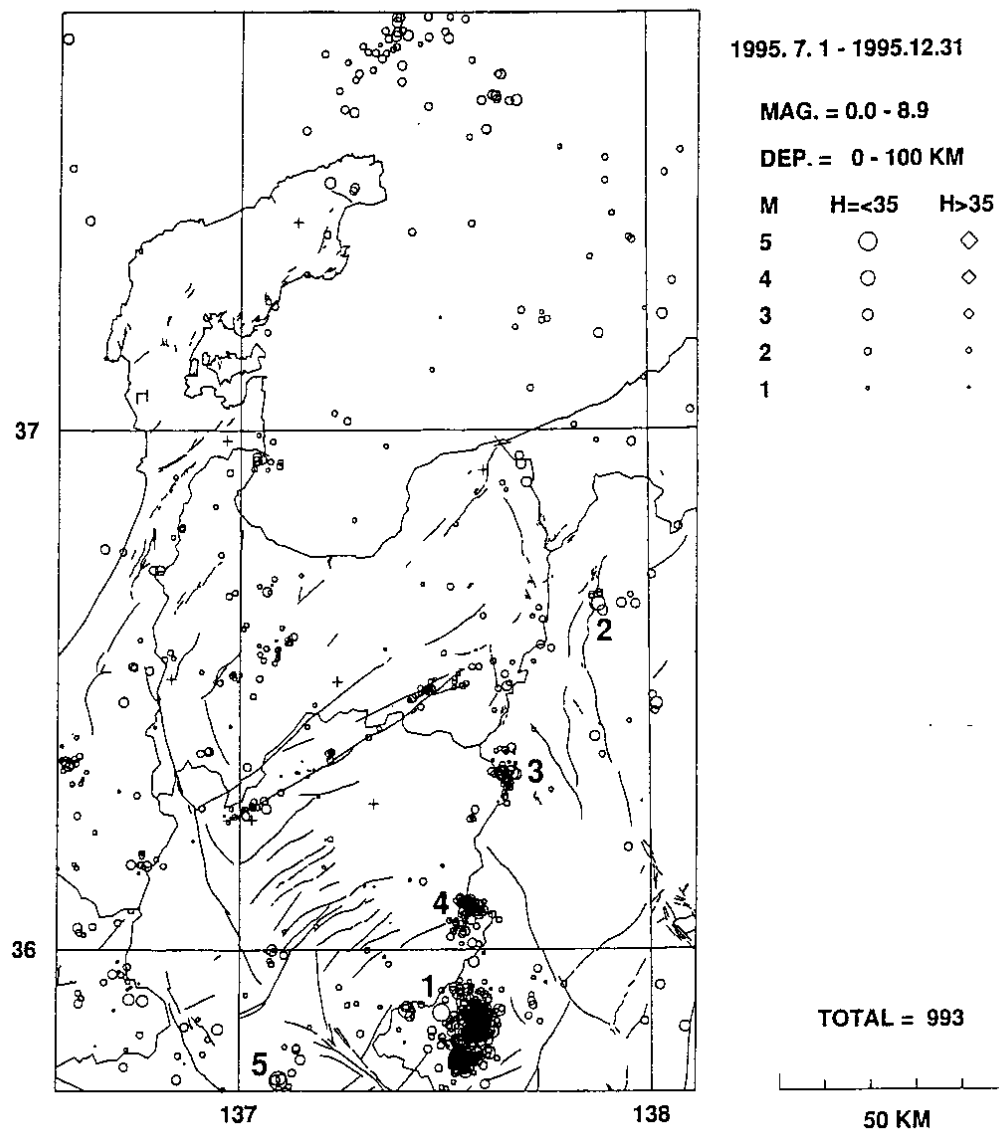 1995. 7. 1 - 1995.12.31
MAG. = 0.0 - 8.9
DEP. = 0 - 100 KM
M H=<35 H>35
5
4
3
2
1
37
2
3
4
36
1
5
TOTAL = 993
137 138
50 KM